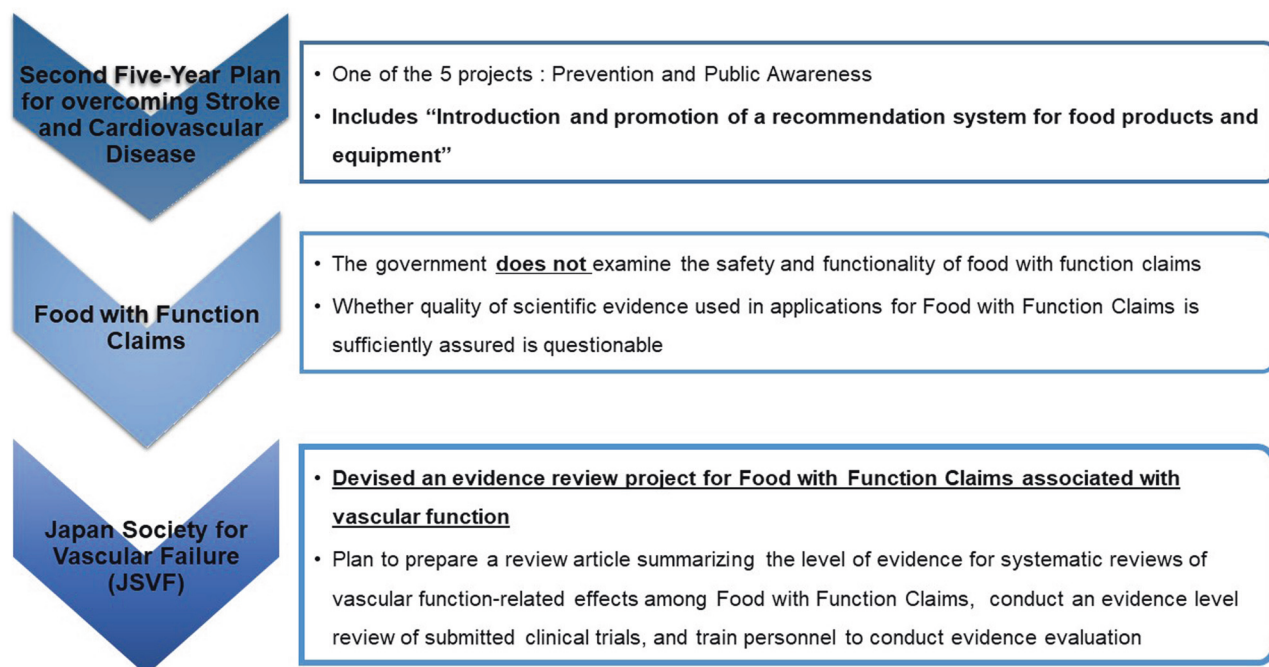 Second Five-Year Plan
for overcoming Stroke
and Cardiovascular
Disease
• One of the 5 projects : Prevention and Public Awareness
• Includes “Introduction and promotion of a recommendation system for food products and
equipment”
Food with Function
Claims
• The government does not examine the safety and functionality of food with function claims
• Whether quality of scientific evidence used in applications for Food with Function Claims is
sufficiently assured is questionable
Japan Society for
Vascular Failure
(JSVF)
• Devised an evidence review project for Food with Function Claims associated with
vascular function
• Plan to prepare a review article summarizing the level of evidence for systematic reviews of
vascular function-related effects among Food with Function Claims, conduct an evidence level
review of submitted clinical trials, and train personnel to conduct evidence evaluation